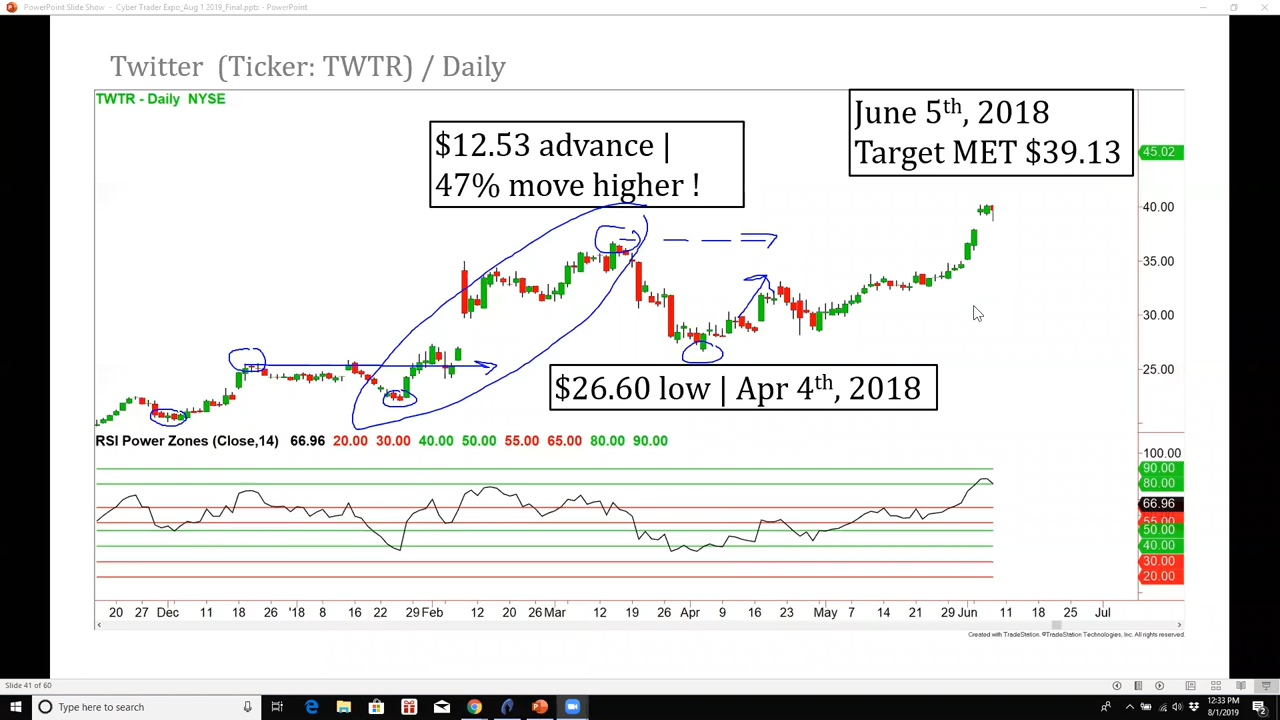 PowerPoint Slide Show - Cyber Trader Expo_Aug 1 2019_Final.pptx - PowerPoint
Twitter (Ticker: TWTR) / Daily
TWTR - Daily NYSE
$12.53 advance |
47% move higher !
June 5th, 2018
Target MET $39.13
45.02
40.00
35.00
30.00
25.00
$26.60 low | Apr 4th, 2018
RSI Power Zones (Close,14) 66.96 20.00 30.00 40.00 50.00 55.00 65.00 80.00 90.00
100.00
90.00
80.00
66.96
55.00
50.00
40.00
30.00
20.00
20 27 Dec 11 18 26 '18 8 16 22 29 Feb 12 20 26 Mar 12 19 26 Apr 9 16 23 May 7 14 21 29 Jun 11 18 25 Jul
Created with TradeStation. ©TradeStation Technologies, Inc. All rights reserved.
Slide 41 of 60
Type here to search
12:33 PM
8/1/2019
2